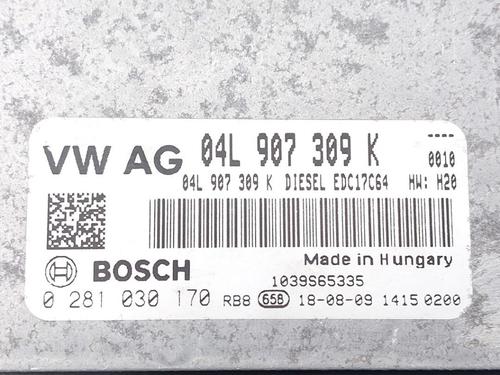 VW AG 04L 907 309 K ----
0010
04L 907 309 K DIESEL EDC17C64 HW: H20
Made in Hungary
BOSCH 1039S65335
0 281 030 170 RB8 658 18-08-09 1415 0200